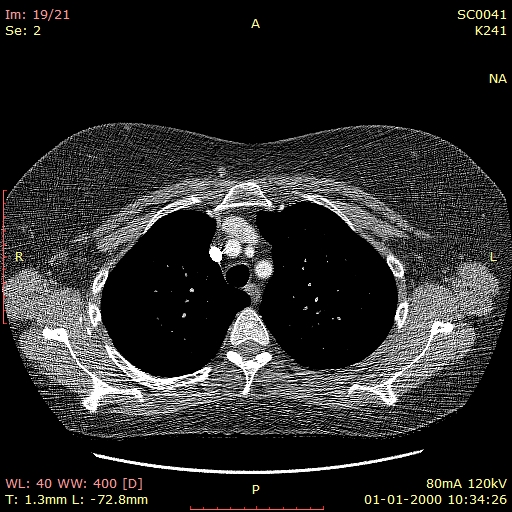 Im: 19/21
Se: 2
A
SC0041
K241
NA
R
L
WL: 40 WW: 400 [D]
T: 1.3mm L: -72.8mm
P
80mA 120kV
01-01-2000 10:34:26